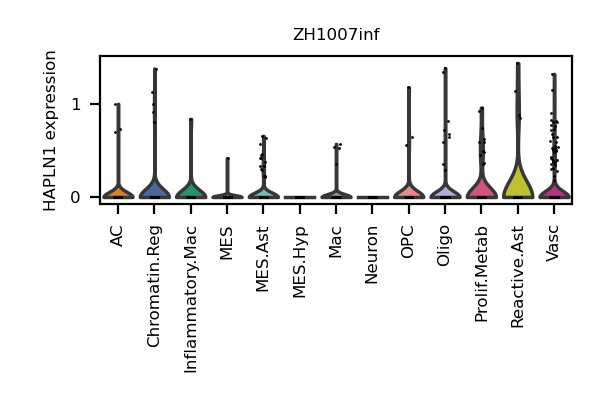 ZH1007inf
HAPLN1 expression
1
0
AC
Chromatin.Reg
Inflammatory.Mac
MES
MES.Ast
MES.Hyp
Mac
Neuron
OPC
Oligo
Prolif.Metab
Reactive.Ast
Vasc